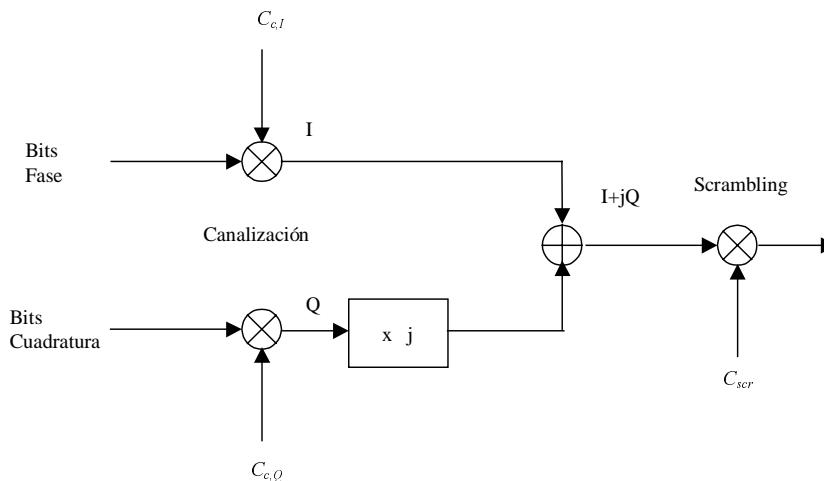 C_{c,I}
I
Bits
Fase
Scrambling
I+jQ
Canalización
Q
Bits
Cuadratura
x j
C_{scr}
C_{c,Q}